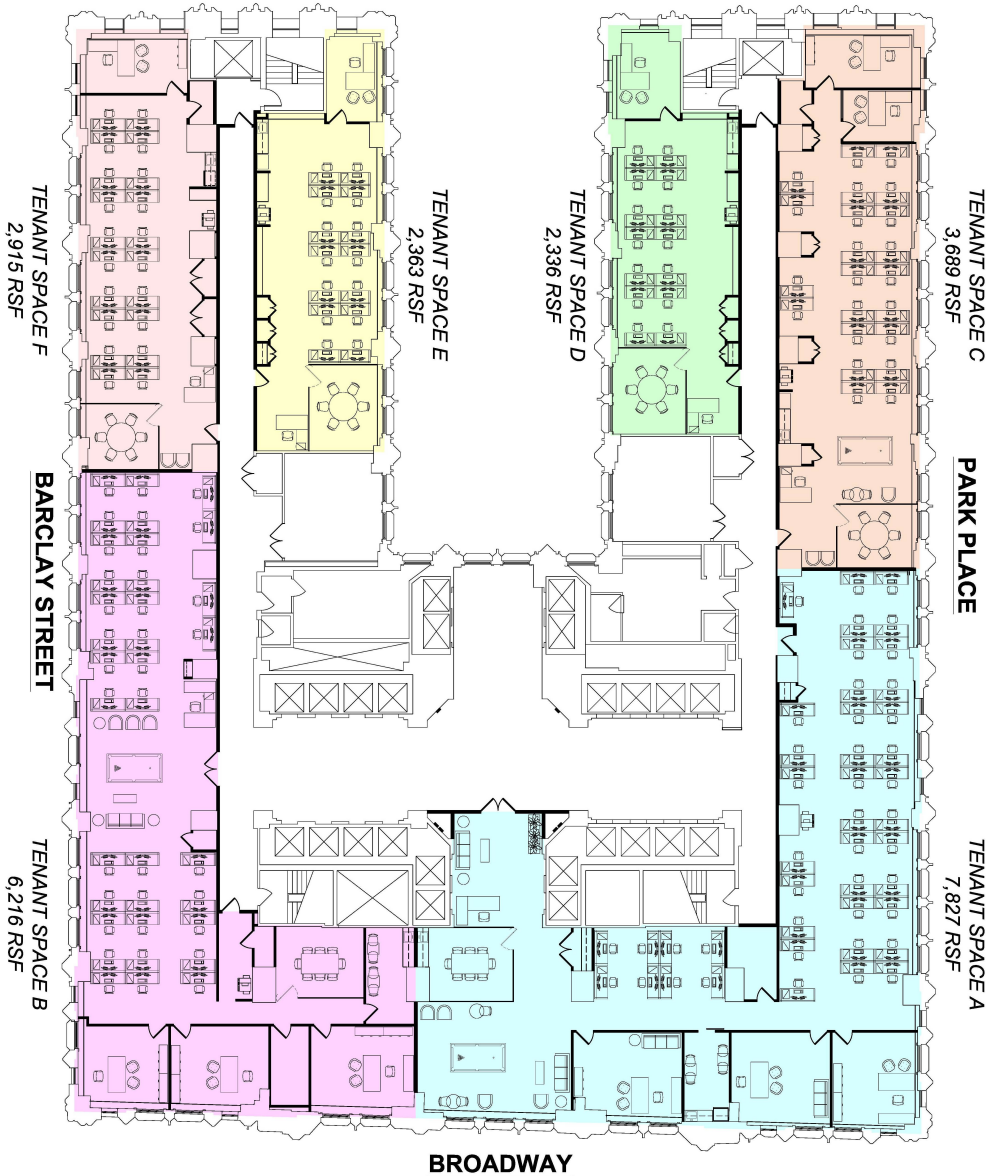 TENANT SPACE C
3,689 RSF
TENANT SPACE D
2,336 RSF
TENANT SPACE E
2,363 RSF
TENANT SPACE F
2,915 RSF
PARK PLACE
BARCLAY STREET
TENANT SPACE A
7,827 RSF
TENANT SPACE B
6,216 RSF
BROADWAY